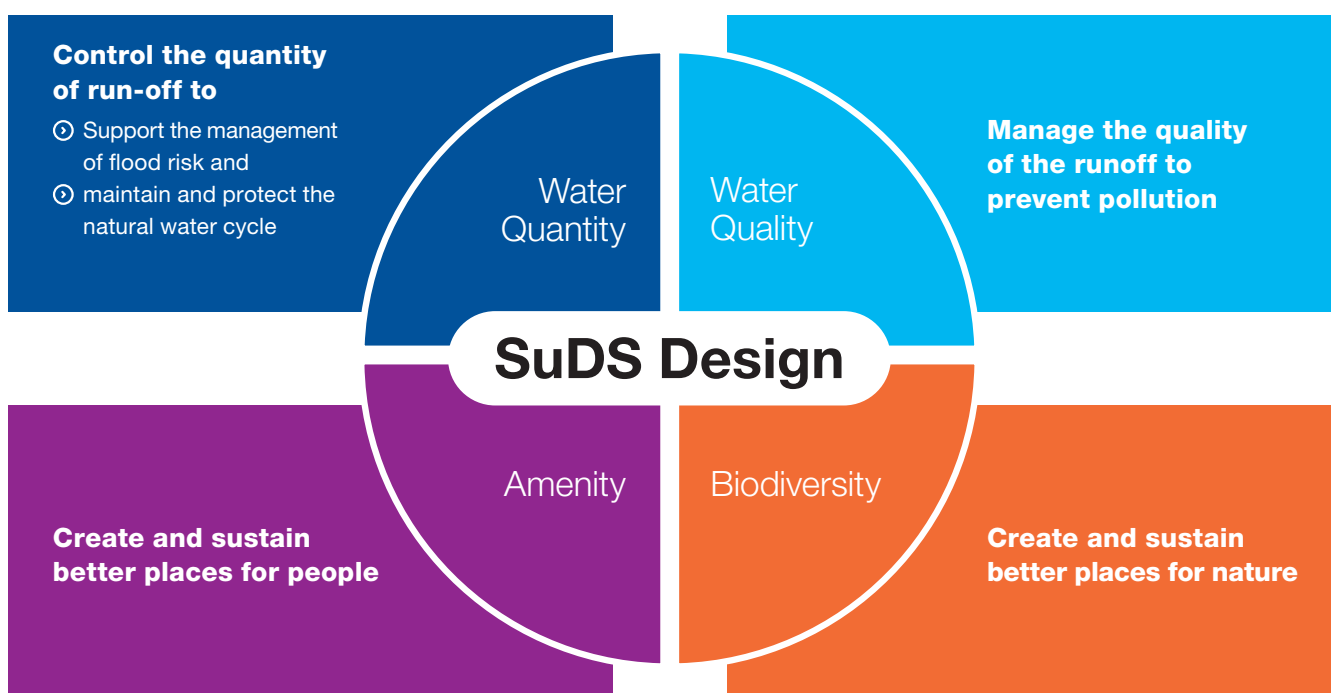 Control the quantity
of run-off to
Support the management
of flood risk and
maintain and protect the
natural water cycle
Water
Quantity
Water
Quality
Manage the quality
of the runoff to
prevent pollution
SuDS Design
Amenity
Biodiversity
Create and sustain
better places for people
Create and sustain
better places for nature